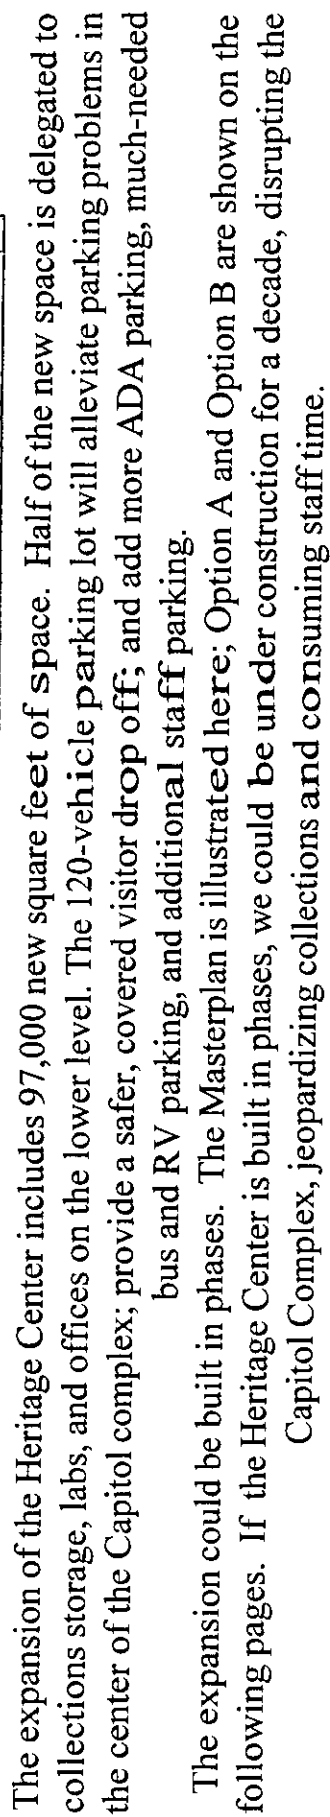 The expansion of the Heritage Center includes 97,000 new square feet of space. Half of the new space is delegated to
collections storage, labs, and offices on the lower level. The 120-vehicle parking lot will alleviate parking problems in
the center of the Capitol complex; provide a safer, covered visitor drop off; and add more ADA parking, much-needed
bus and RV parking, and additional staff parking.
The expansion could be built in phases. The Masterplan is illustrated here; Option A and Option B are shown on the
following pages. If the Heritage Center is built in phases, we could be under construction for a decade, disrupting the
Capitol Complex, jeopardizing collections and consuming staff time.